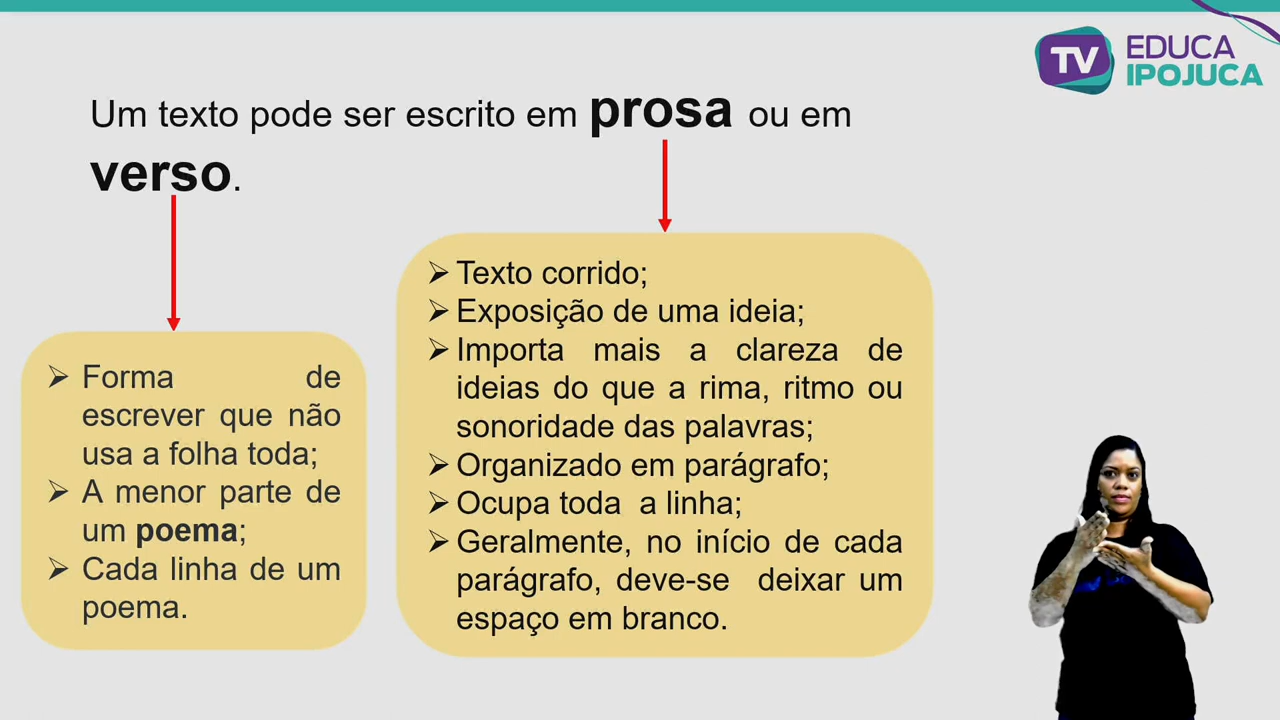 TV EDUCA
IPOJUCA
Um texto pode ser escrito em prosa ou em
verso.
Forma de
escrever que não
usa a folha toda;
A menor parte de
um poema;
Cada linha de um
poema.
Texto corrido;
Exposição de uma ideia;
Importa mais a clareza de
ideias do que a rima, ritmo ou
sonoridade das palavras;
Organizado em parágrafo;
Ocupa toda a linha;
Geralmente, no início de cada
parágrafo, deve-se deixar um
espaço em branco.